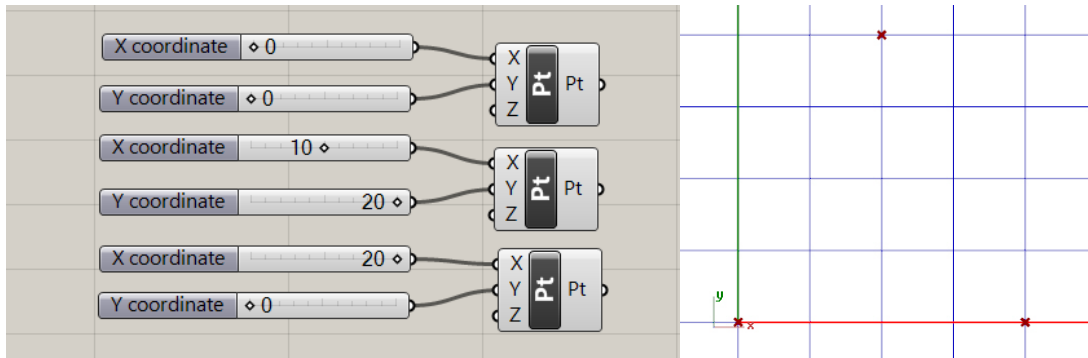 X coordinate 0
Y coordinate 0
X Y Z Pt Pt
X coordinate 10
Y coordinate 20
X Y Z Pt Pt
X coordinate 20
Y coordinate 0
X Y Z Pt Pt
y
x